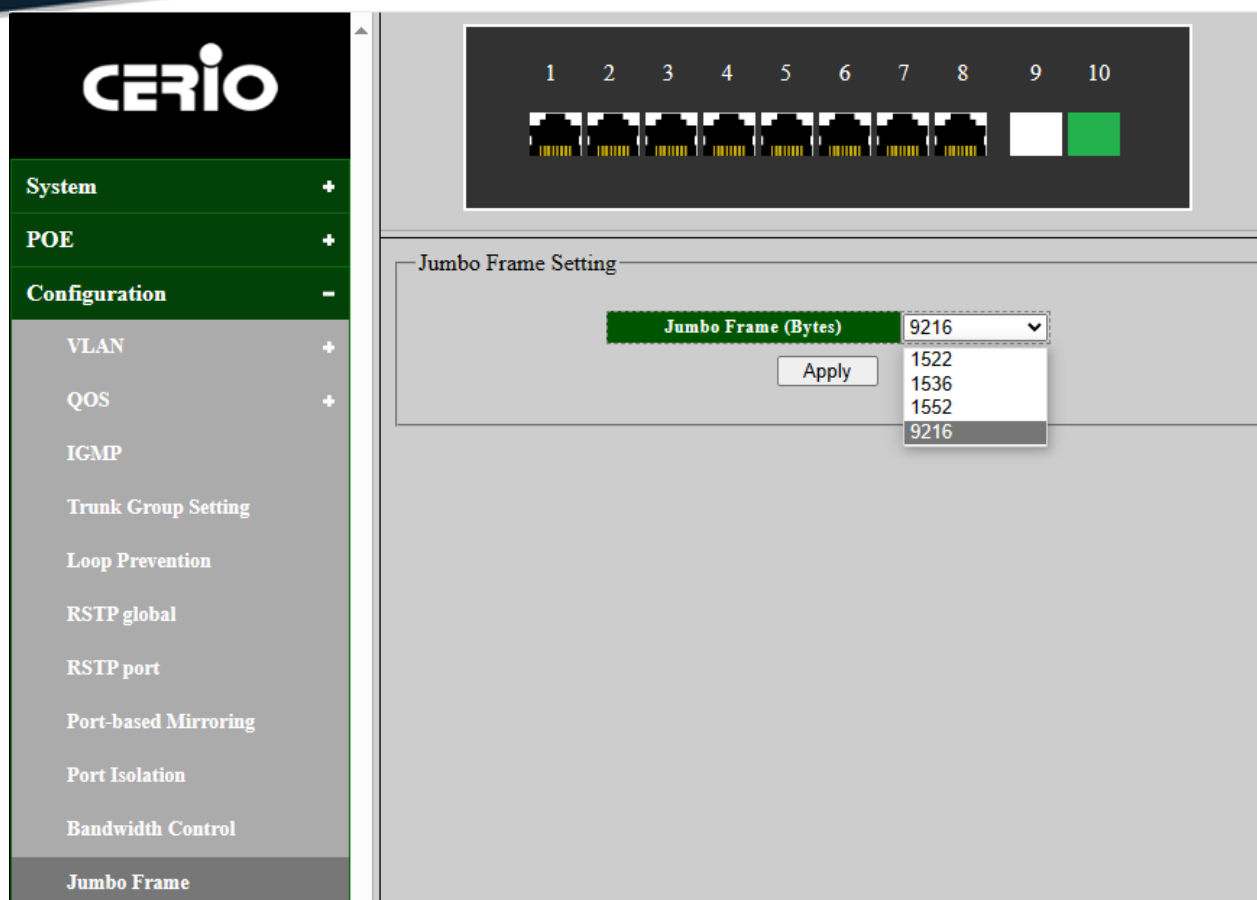 CERIO
System
POE
Configuration
VLAN
QOS
IGMP
Trunk Group Setting
Loop Prevention
RSTP global
RSTP port
Port-based Mirroring
Port Isolation
Bandwidth Control
Jumbo Frame
1 2 3 4 5 6 7 8 9 10
Jumbo Frame Setting
Jumbo Frame (Bytes) 9216
1522
1536
1552
9216
Apply